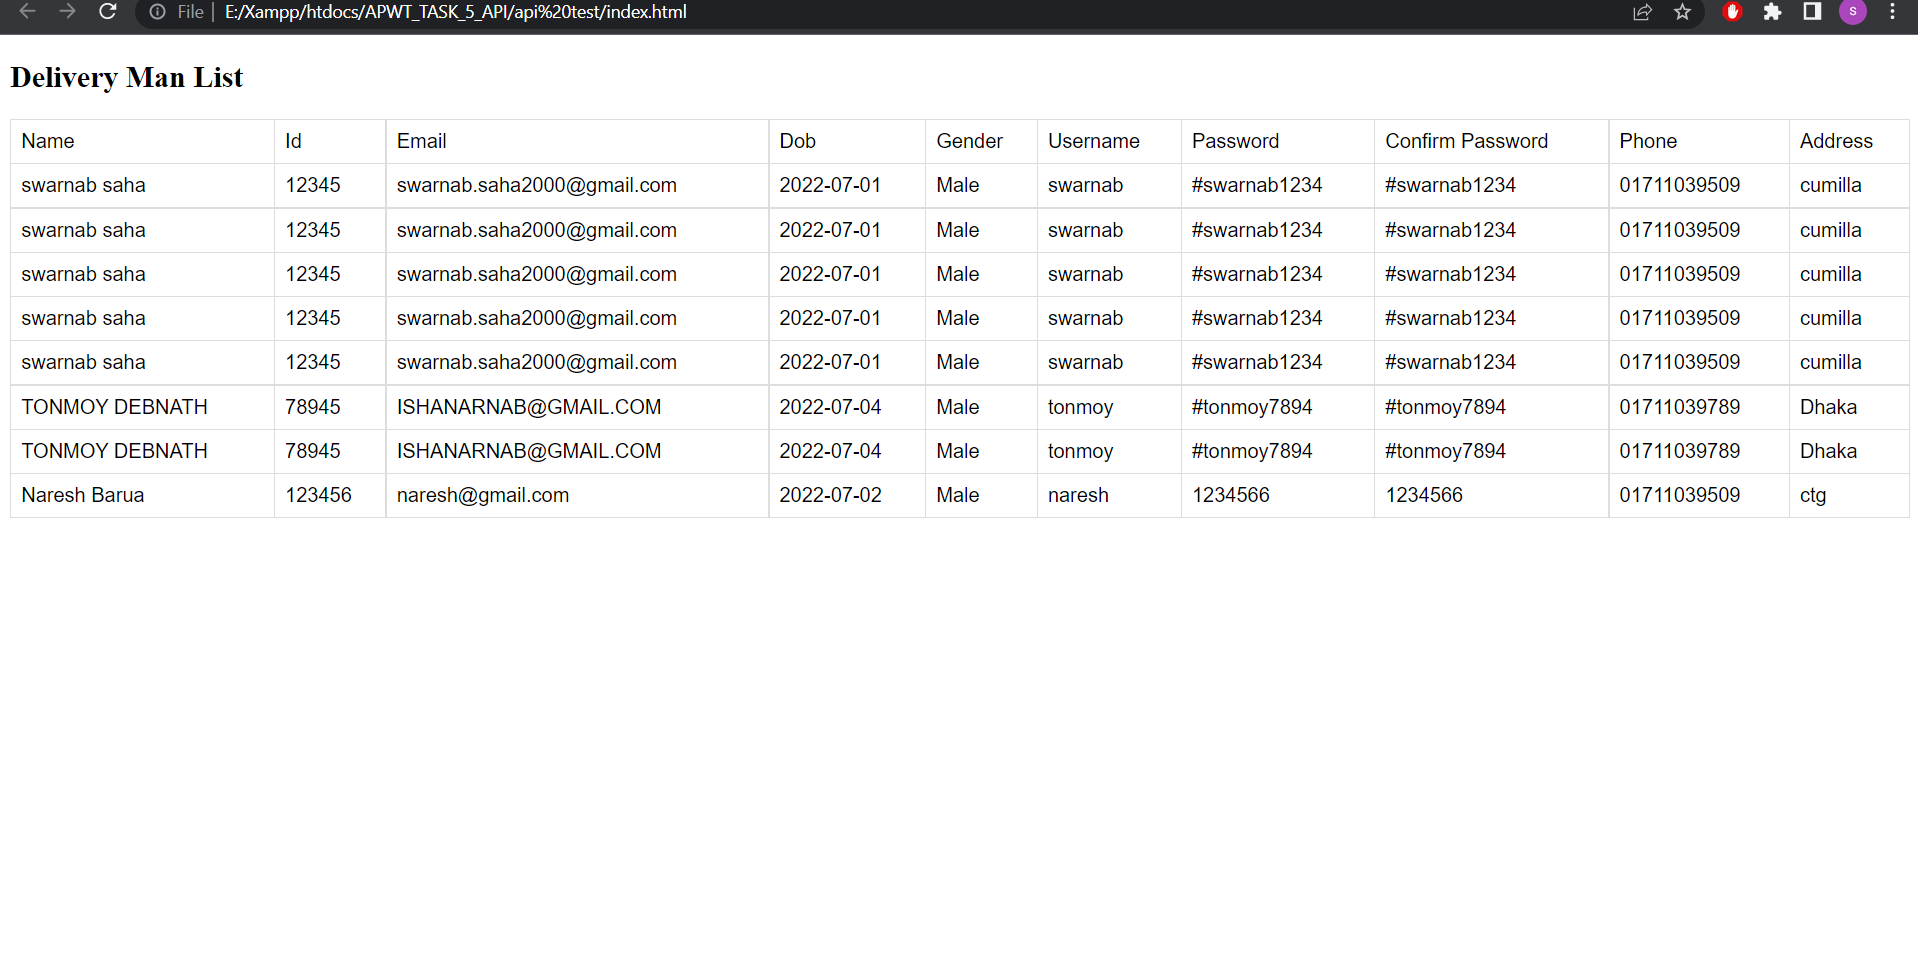 File E:/Xampp/htdocs/APWT_TASK_5_API/api%20test/index.html s
Delivery Man List
Name Id Email Dob Gender Username Password Confirm Password Phone Address
swarnab saha 12345 swarnab.saha2000@gmail.com 2022-07-01 Male swarnab #swarnab1234 #swarnab1234 01711039509 cumilla
swarnab saha 12345 swarnab.saha2000@gmail.com 2022-07-01 Male swarnab #swarnab1234 #swarnab1234 01711039509 cumilla
swarnab saha 12345 swarnab.saha2000@gmail.com 2022-07-01 Male swarnab #swarnab1234 #swarnab1234 01711039509 cumilla
swarnab saha 12345 swarnab.saha2000@gmail.com 2022-07-01 Male swarnab #swarnab1234 #swarnab1234 01711039509 cumilla
swarnab saha 12345 swarnab.saha2000@gmail.com 2022-07-01 Male swarnab #swarnab1234 #swarnab1234 01711039509 cumilla
TONMOY DEBNATH 78945 ISHANARNAB@GMAIL.COM 2022-07-04 Male tonmoy #tonmoy7894 #tonmoy7894 01711039789 Dhaka
TONMOY DEBNATH 78945 ISHANARNAB@GMAIL.COM 2022-07-04 Male tonmoy #tonmoy7894 #tonmoy7894 01711039789 Dhaka
Naresh Barua 123456 naresh@gmail.com 2022-07-02 Male naresh 1234566 1234566 01711039509 ctg